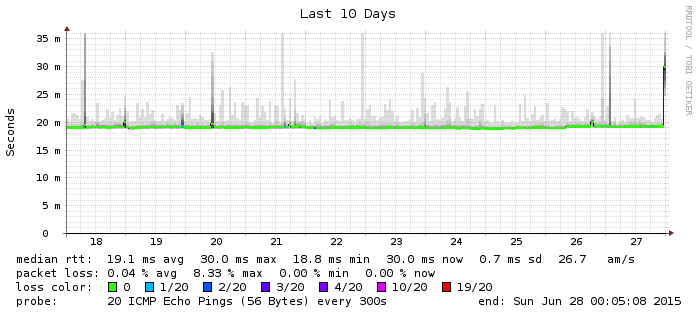 Last 10 Days
RRDTOOL / TOBI OETIKER
Seconds
35 m
30 m
25 m
20 m
15 m
10 m
5 m
0
18 19 20 21 22 23 24 25 26 27
median rtt: 19.1 ms avg 30.0 ms max 18.8 ms min 30.0 ms now 0.7 ms sd 26.7 am/s
packet loss: 0.04 % avg 8.33 % max 0.00 % min 0.00 % now
loss color: 0 1/20 2/20 3/20 4/20 10/20 19/20
probe: 20 ICMP Echo Pings (56 Bytes) every 300s end: Sun Jun 28 00:05:08 2015